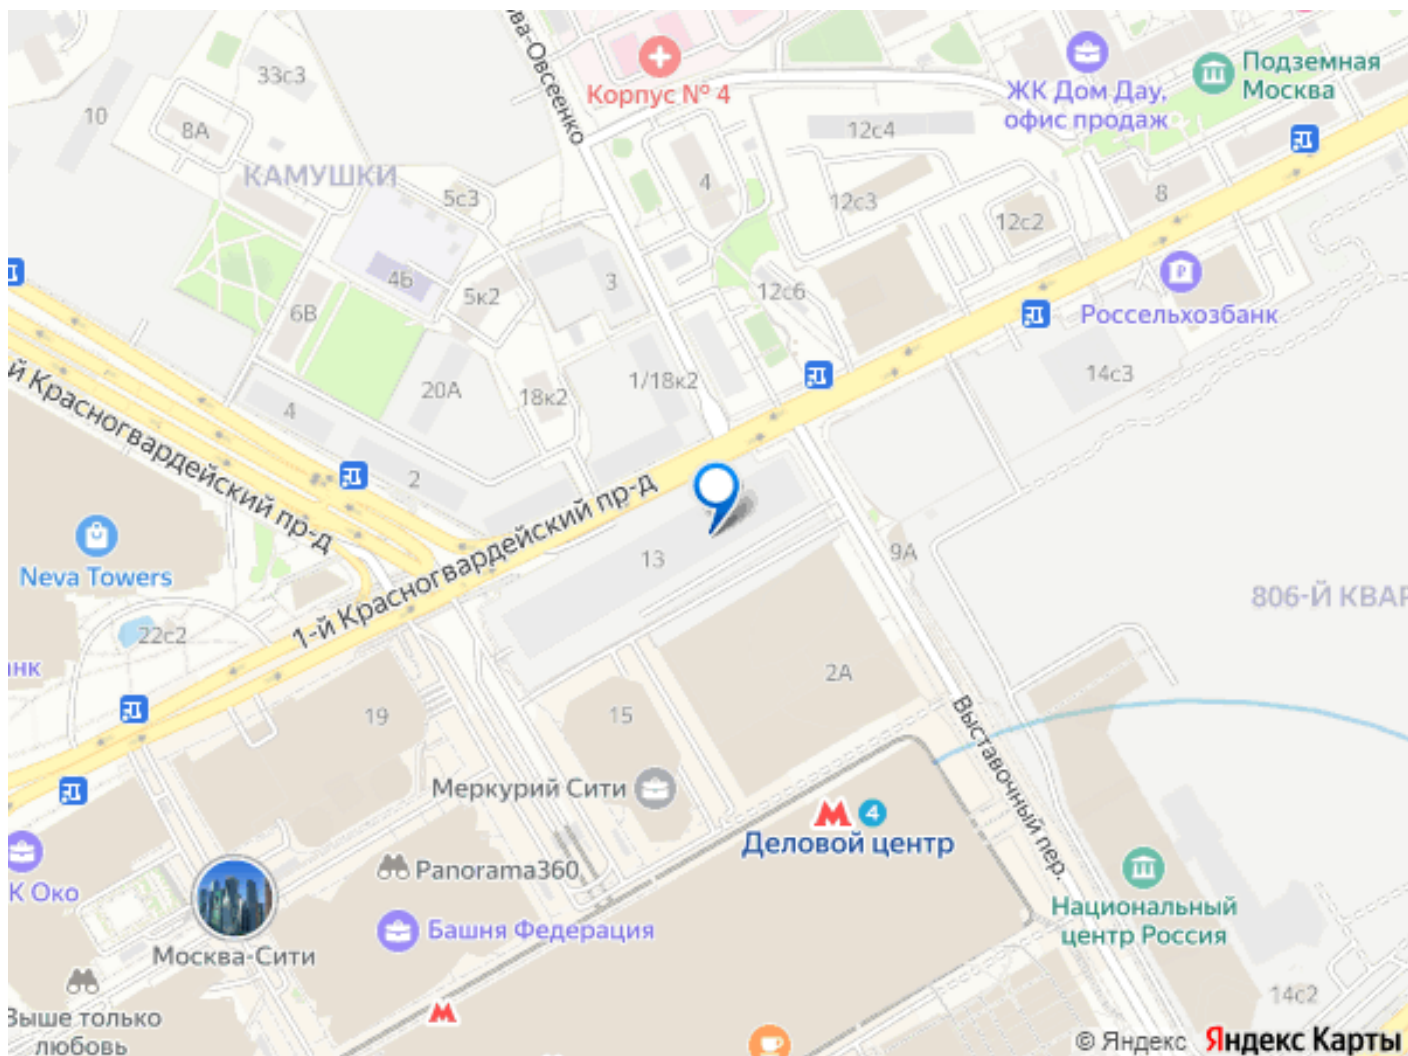 33с3
10
8А
КАМУШКИ
5с3
4Б
5к2
6В
4
20А
18к2
2
3
1/18к2
4
ва-Овсеенко
Корпус № 4
12с4
12с3
12с2
12с6
ЖК Дом Дау,
офис продаж
Подземная
Москва
8
Россельхозбанк
14с3
й Красногвардейский пр-д
1-й Красногвардейский пр-д
Neva Towers
22с2
нк
13
9А
806-Й КВАР
2А
15
19
Выставочный пер.
Меркурий Сити
Деловой центр
4
Panorama360
К Око
Башня Федерация
Москва-Сити
Национальный
центр Россия
Выше только
любовь
14с2
© Яндекс Яндекс Карты